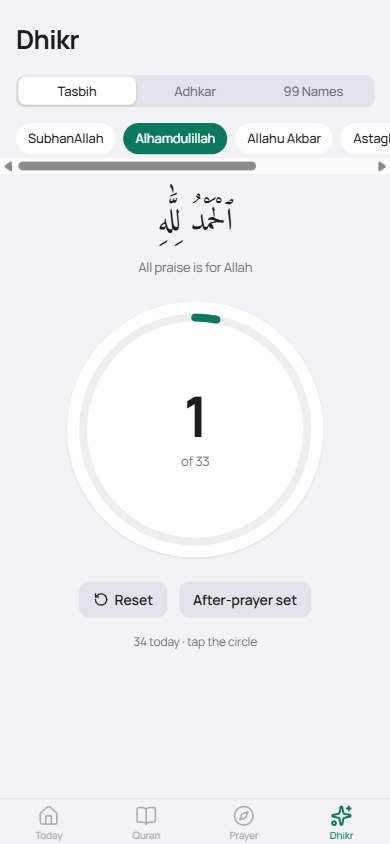 Dhikr
Tasbih Adhkar 99 Names
SubhanAllah Alhamdulillah Allahu Akbar
ٱلْحَمْدُ لِلَّٰهِ
All praise is for Allah
1
of 33
Reset After-prayer set
34 today · tap the circle
Today Quran Prayer Dhikr